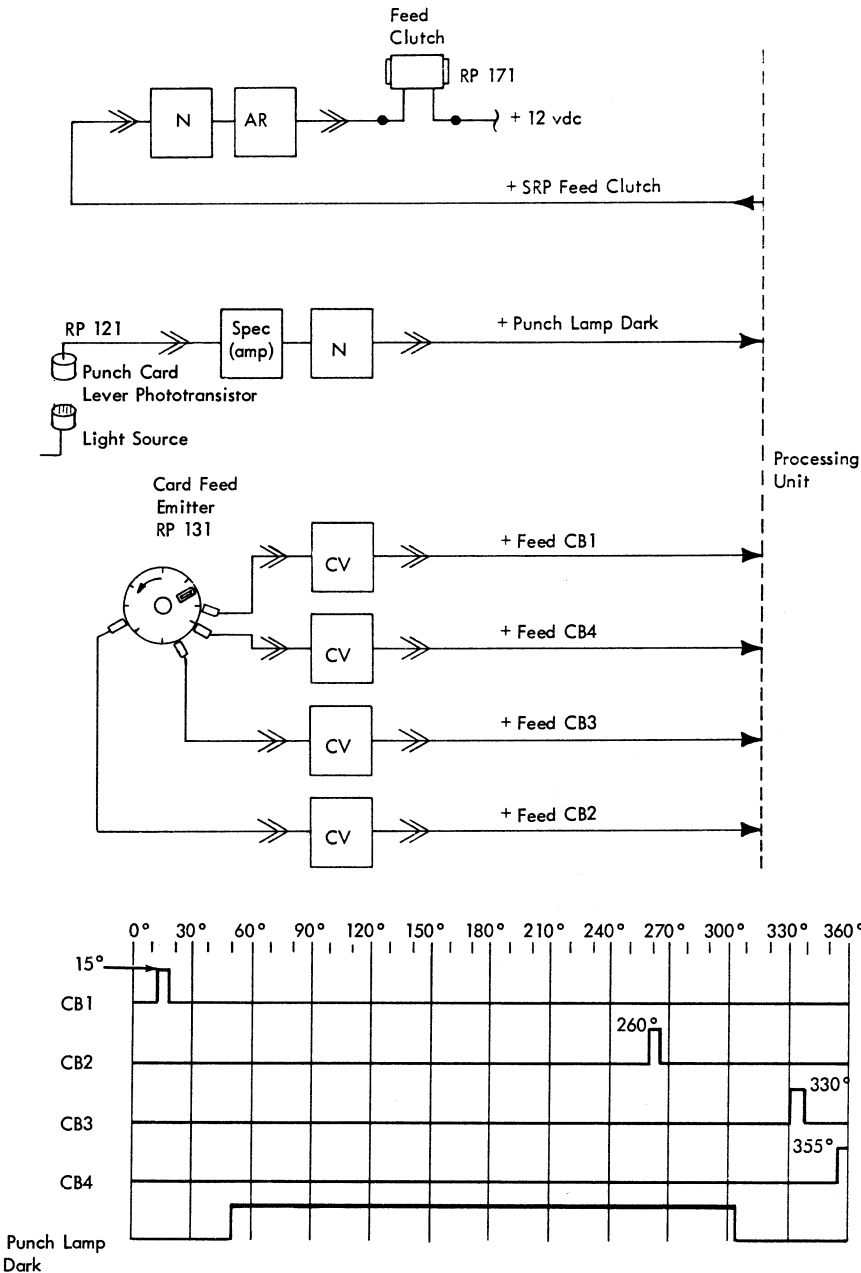 Feed
Clutch
RP 171
N
AR
+ 12 vdc
+ SRP Feed Clutch
RP 121
Spec
(amp)
N
+ Punch Lamp Dark
Punch Card
Lever Phototransistor
Light Source
Processing
Unit
Card Feed
Emitter
RP 131
CV
+ Feed CB1
CV
+ Feed CB4
CV
+ Feed CB3
CV
+ Feed CB2
0° 30° 60° 90° 120° 150° 180° 210° 240° 270° 300° 330° 360°
15°
CB1
260°
CB2
330°
CB3
355°
CB4
Punch Lamp
Dark